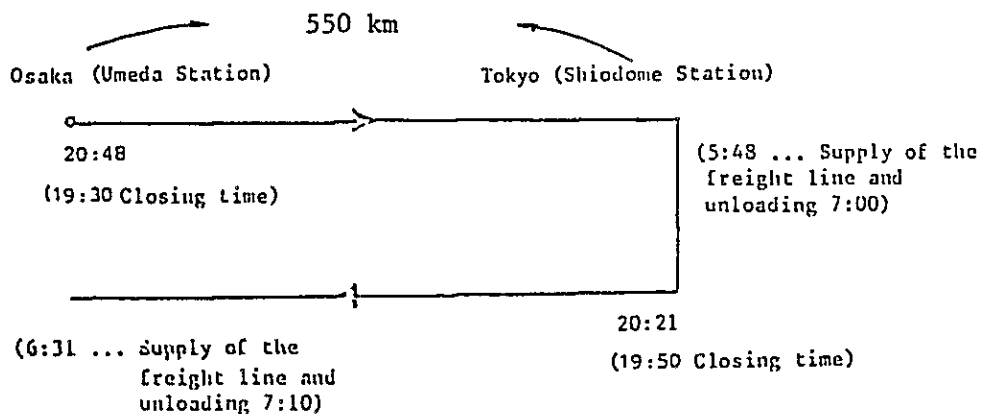 550 km
Osaka (Umeda Station)
Tokyo (Shiodome Station)
20:48
(19:30 Closing time)
(5:48 ... Supply of the
freight line and
unloading 7:00)
20:21
(19:50 Closing time)
(6:31 ... Supply of the
freight line and
unloading 7:10)